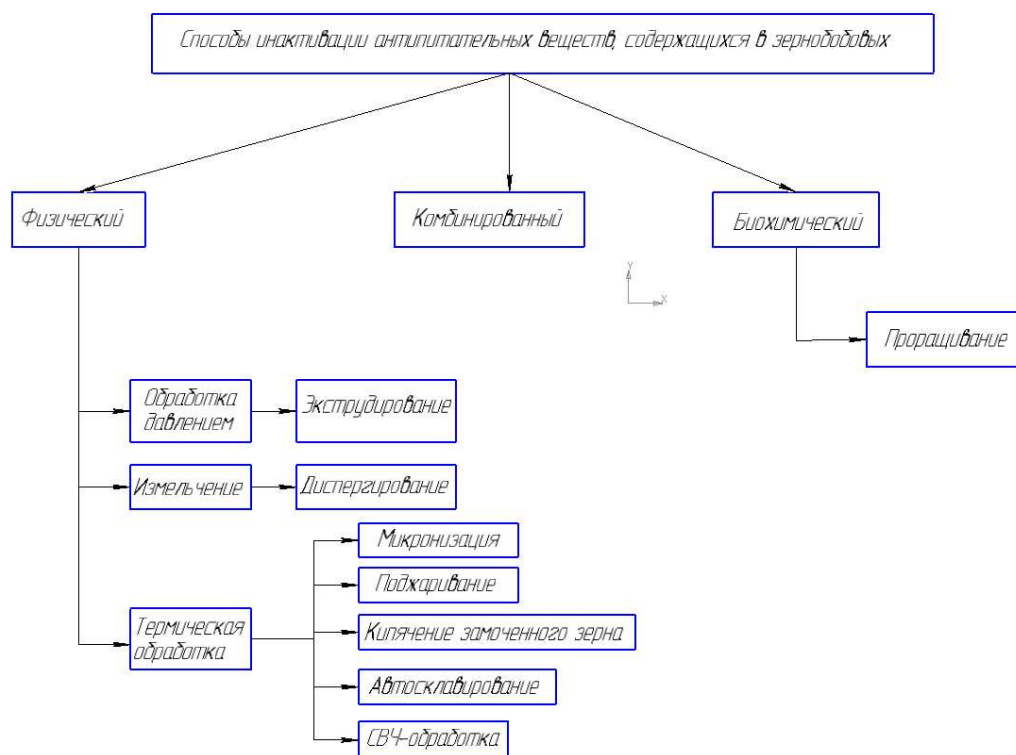 Способы инактивации антипитательных веществ, содержащихся в зернобобовых
Физический
Комбинированный
Биохимический
Y
X
Проращивание
Обработка
давлением
Экструдирование
Измельчение
Диспергирование
Микронизация
Поджаривание
Термическая
обработка
Кипячение замоченного зерна
Автосклавирование
СВЧ-обработка